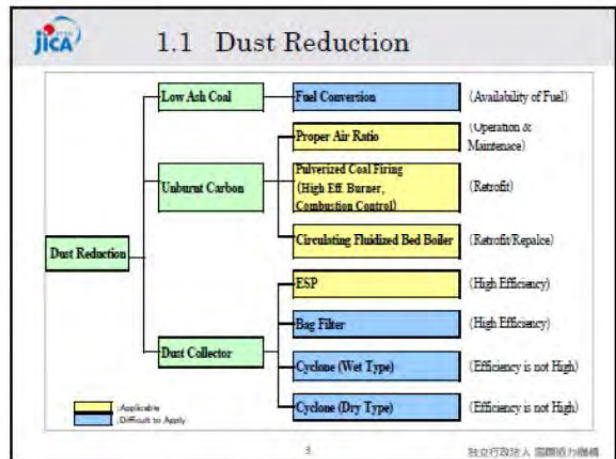 jICA
1.1 Dust Reduction
Low Ash Coal
Fuel Conversion
(Availability of Fuel)
Proper Air Ratio
(Operation &
Maintenace)
Unburnt Carbon
Pulverized Coal Firing
(High Eff. Burner,
Combustion Control)
(Retrofit)
Circulating Fluidized Bed Boiler
(Retrofit/Repalce)
Dust Reduction
ESP
(High Efficiency)
Bag Filter
(High Efficiency)
Dust Collector
Cyclone (Wet Type)
(Efficiency is not High)
Cyclone (Dry Type)
(Efficiency is not High)
:Applicable
:Difficult to Apply
3
独立行政法人 国際協力機構